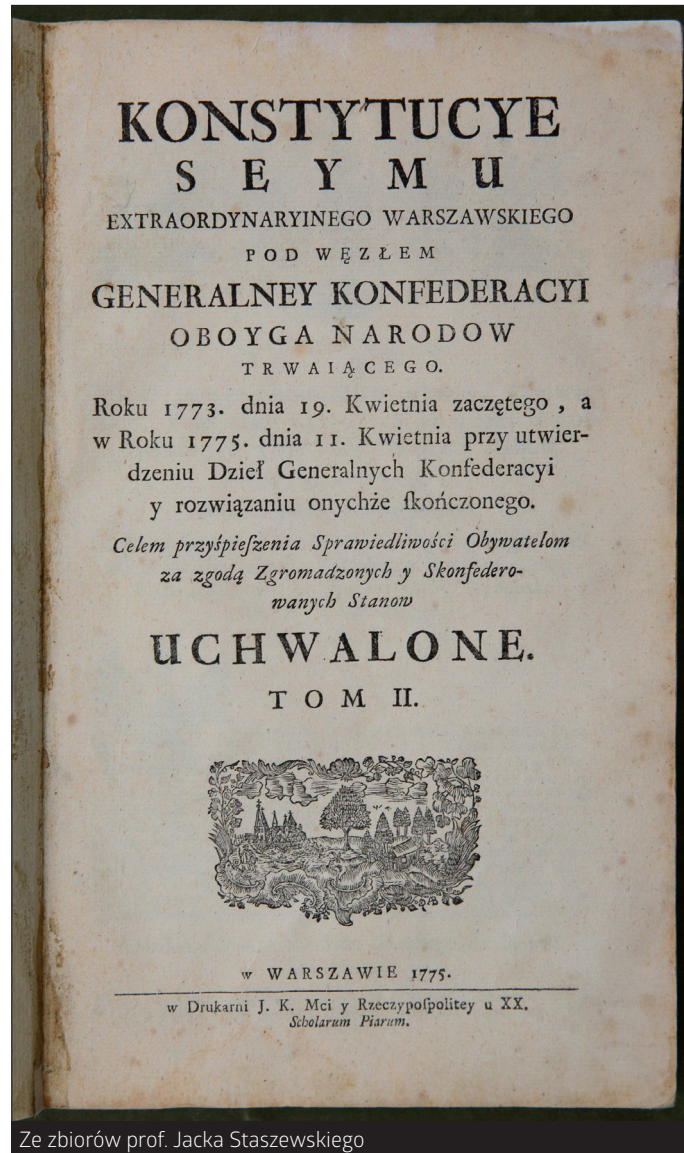 KONSTYTUCYE
SEYMU
EXTRAORDYNARYINEGO WARSZAWSKIEGO
POD WĘZŁEM
GENERALNEY KONFEDERACYI
OBOYGA NARODOW
TRWAIĄCEGO.
Roku 1773. dnia 19. Kwietnia zaczętego, a
w Roku 1775. dnia 11. Kwietnia przy utwier-
dzeniu Dzieł Generalnych Konfederacyi
y rozwiązaniu onychże ſkończonego.
Celem przyśpieſzenia Sprawiedliwości Obywatelom
za zgodą Zgromadzonych y Skonfedero-
wanych Stanow
UCHWALONE.
TOM II.
w WARSZAWIE 1775.
w Drukarni J. K. Mci y Rzeczypoſpolitey u XX.
Scholarum Piarum.
Ze zbiorów prof. Jacka Staszewskiego